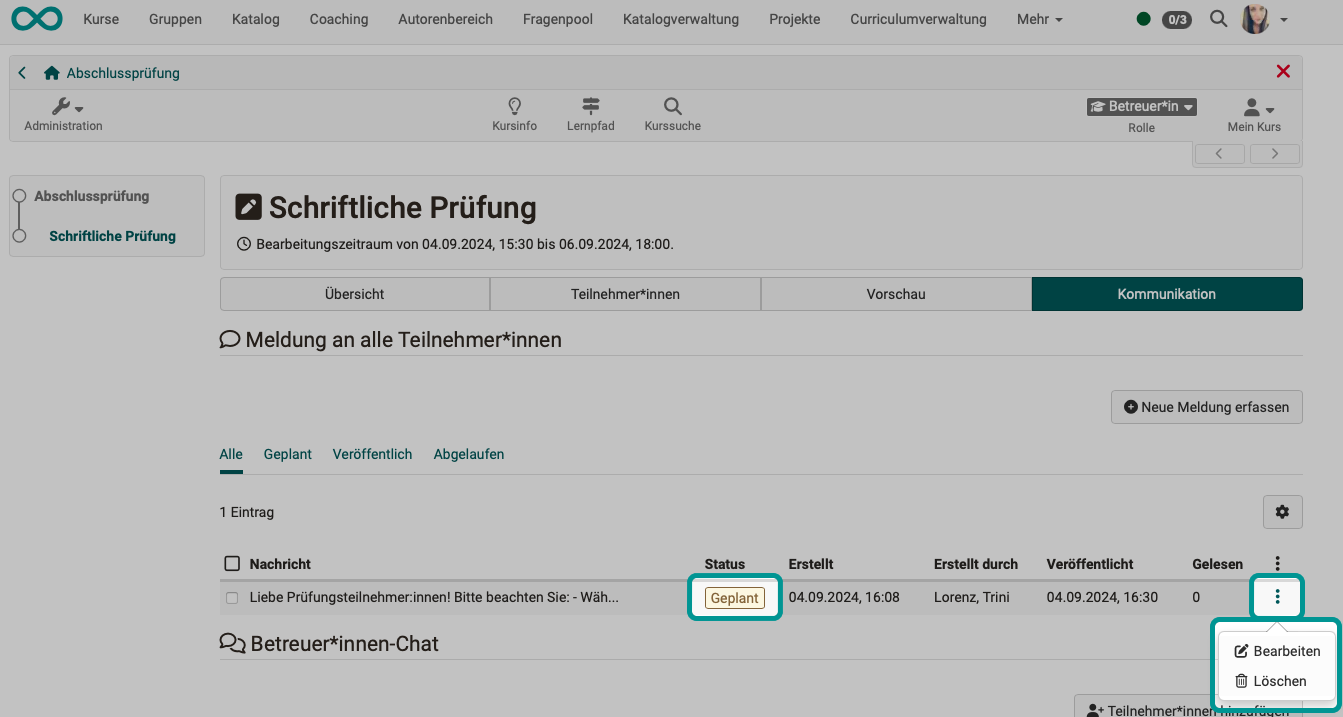 Kurse Gruppen Katalog Coaching Autorenbereich Fragenpool Katalogverwaltung Projekte Curriculumverwaltung Mehr 0/3
Abschlussprüfung
Administration Kursinfo Lernpfad Kurssuche Betreuer*in Rolle Mein Kurs
Abschlussprüfung
Schriftliche Prüfung
Schriftliche Prüfung
Bearbeitungszeitraum von 04.09.2024, 15:30 bis 06.09.2024, 18:00.
Übersicht Teilnehmer*innen Vorschau Kommunikation
Meldung an alle Teilnehmer*innen
Neue Meldung erfassen
Alle Geplant Veröffentlich Abgelaufen
1 Eintrag
Nachricht Status Erstellt Erstellt durch Veröffentlicht Gelesen
Liebe Prüfungsteilnehmer:innen! Bitte beachten Sie: - Wäh... Geplant 04.09.2024, 16:08 Lorenz, Trini 04.09.2024, 16:30 0
Betreuer*innen-Chat
Bearbeiten
Löschen
Teilnehmer*innen hinzufügen